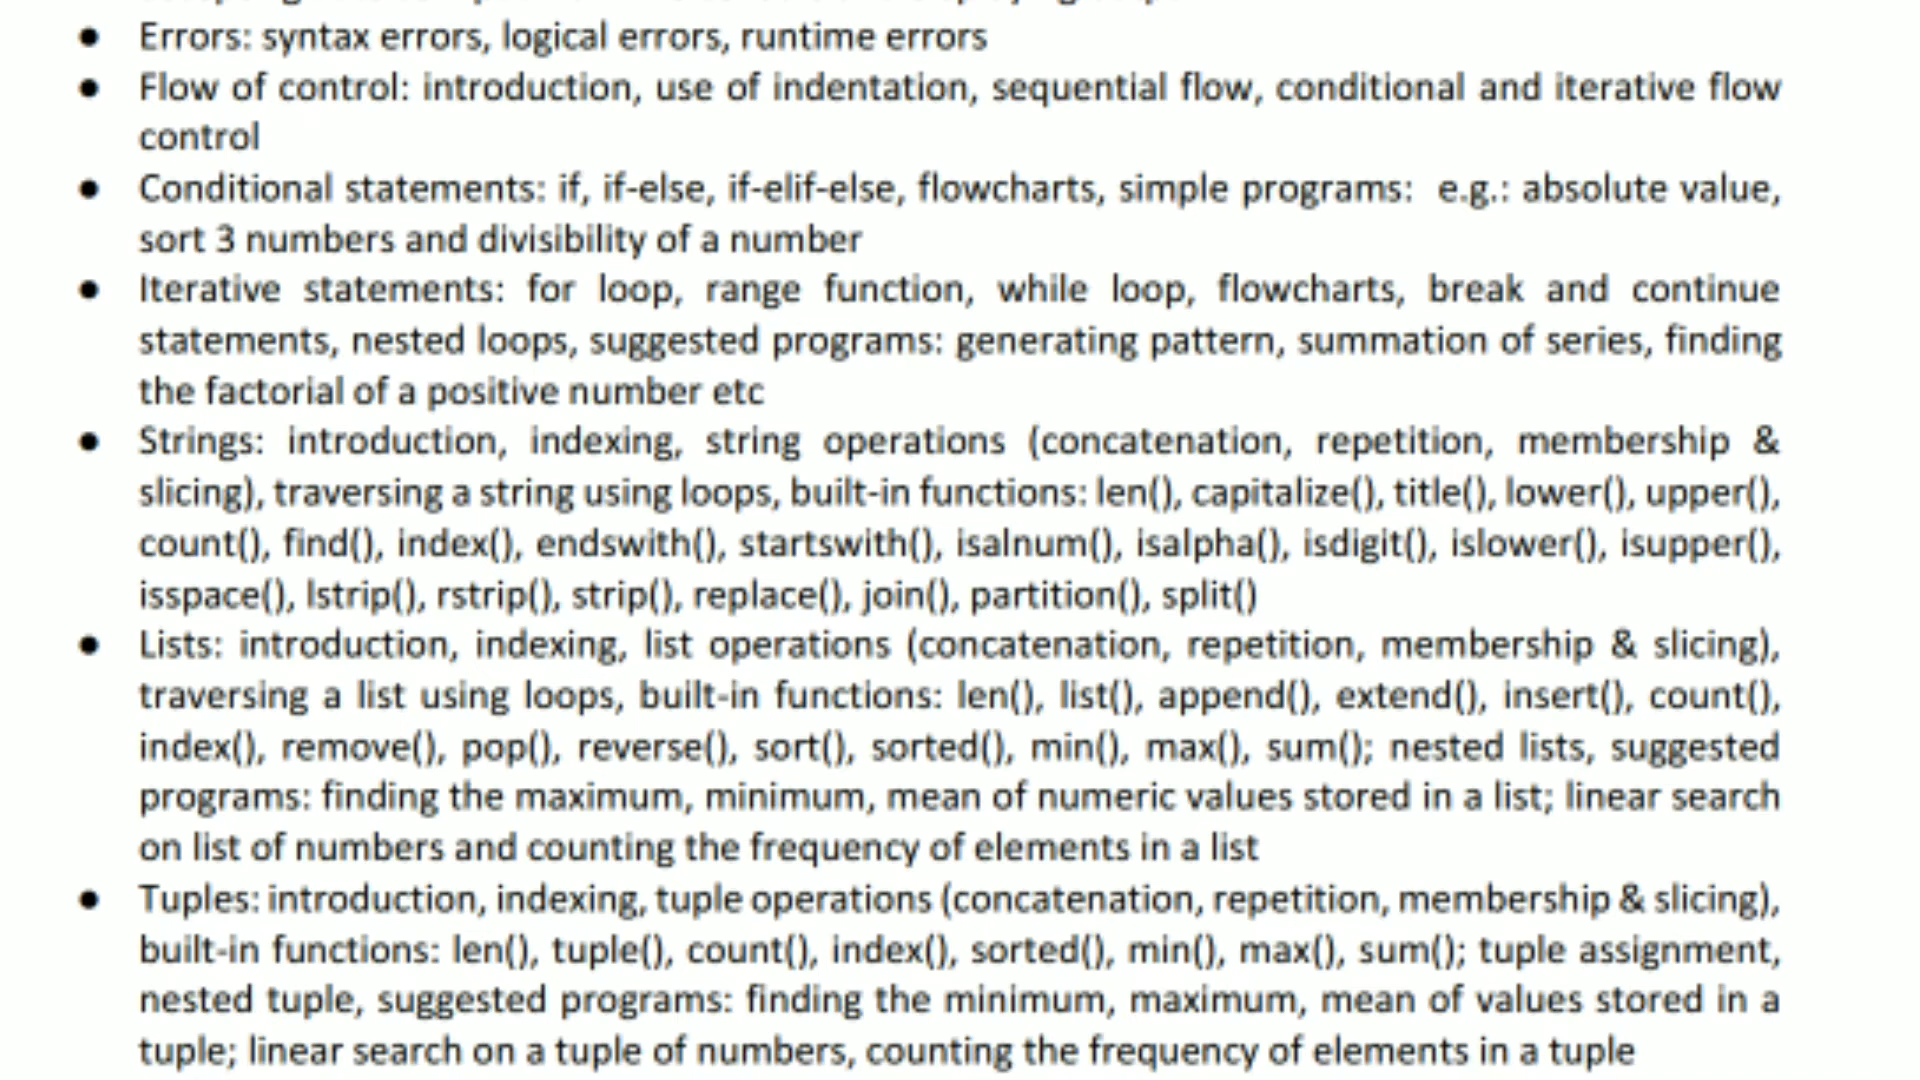 ● Errors: syntax errors, logical errors, runtime errors
● Flow of control: introduction, use of indentation, sequential flow, conditional and iterative flow
control
● Conditional statements: if, if-else, if-elif-else, flowcharts, simple programs: e.g.: absolute value,
sort 3 numbers and divisibility of a number
● Iterative statements: for loop, range function, while loop, flowcharts, break and continue
statements, nested loops, suggested programs: generating pattern, summation of series, finding
the factorial of a positive number etc
● Strings: introduction, indexing, string operations (concatenation, repetition, membership &
slicing), traversing a string using loops, built-in functions: len(), capitalize(), title(), lower(), upper(),
count(), find(), index(), endswith(), startswith(), isalnum(), isalpha(), isdigit(), islower(), isupper(),
isspace(), lstrip(), rstrip(), strip(), replace(), join(), partition(), split()
● Lists: introduction, indexing, list operations (concatenation, repetition, membership & slicing),
traversing a list using loops, built-in functions: len(), list(), append(), extend(), insert(), count(),
index(), remove(), pop(), reverse(), sort(), sorted(), min(), max(), sum(); nested lists, suggested
programs: finding the maximum, minimum, mean of numeric values stored in a list; linear search
on list of numbers and counting the frequency of elements in a list
● Tuples: introduction, indexing, tuple operations (concatenation, repetition, membership & slicing),
built-in functions: len(), tuple(), count(), index(), sorted(), min(), max(), sum(); tuple assignment,
nested tuple, suggested programs: finding the minimum, maximum, mean of values stored in a
tuple; linear search on a tuple of numbers, counting the frequency of elements in a tuple